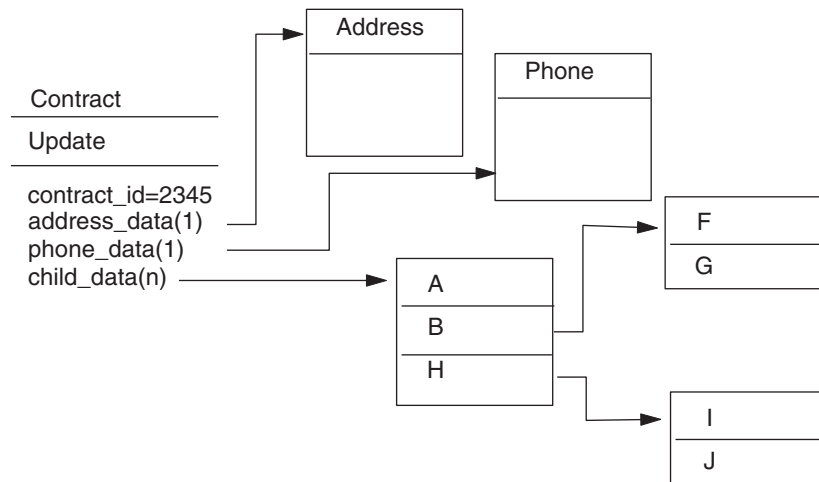 Address
Phone
Contract
Update
contract_id=2345
address_data(1)
phone_data(1)
child_data(n)
A
B
H
F
G
I
J